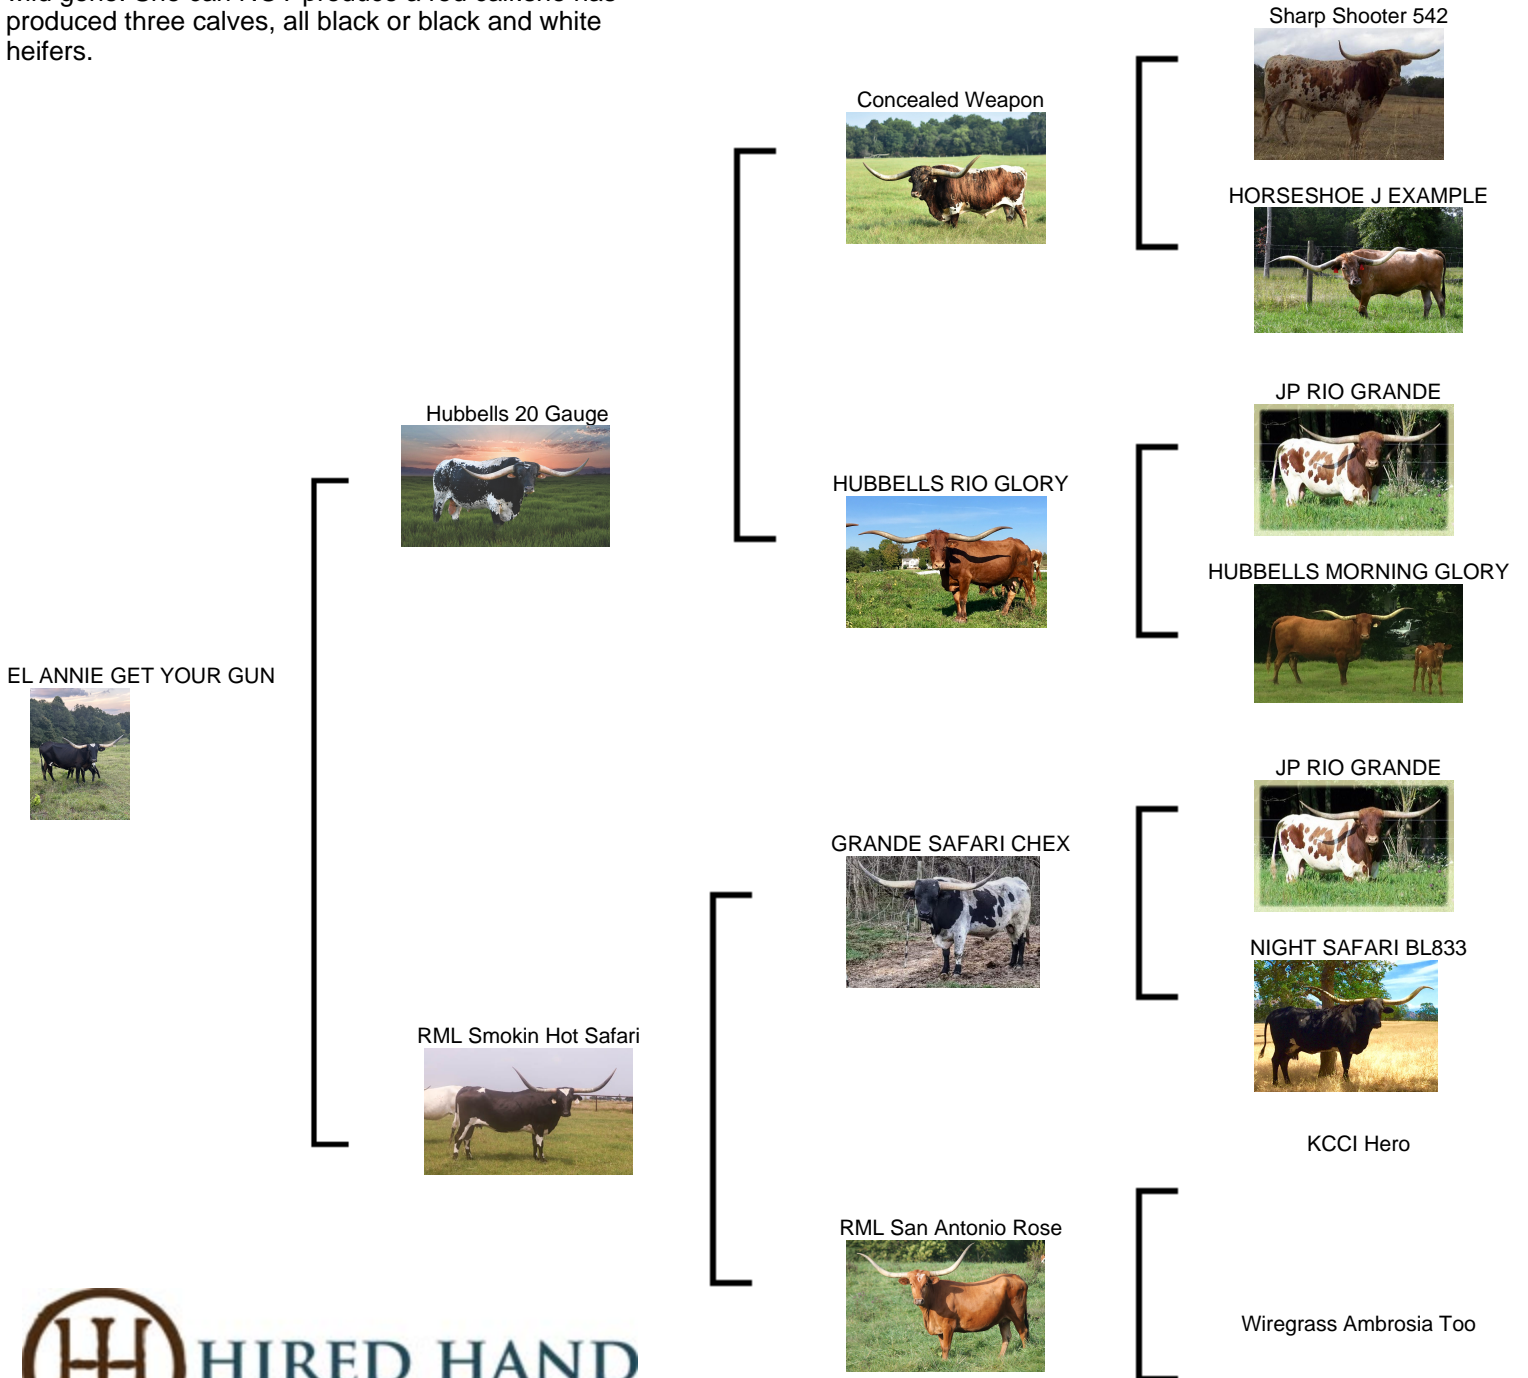 produced three calves, all black or black and white
heifers.
Sharp Shooter 542
Concealed Weapon
HORSESHOE J EXAMPLE
JP RIO GRANDE
Hubbells 20 Gauge
HUBBELLS RIO GLORY
HUBBELLS MORNING GLORY
EL ANNIE GET YOUR GUN
JP RIO GRANDE
GRANDE SAFARI CHEX
NIGHT SAFARI BL833
RML Smokin Hot Safari
KCCI Hero
RML San Antonio Rose
Wiregrass Ambrosia Too
HIRED HAND